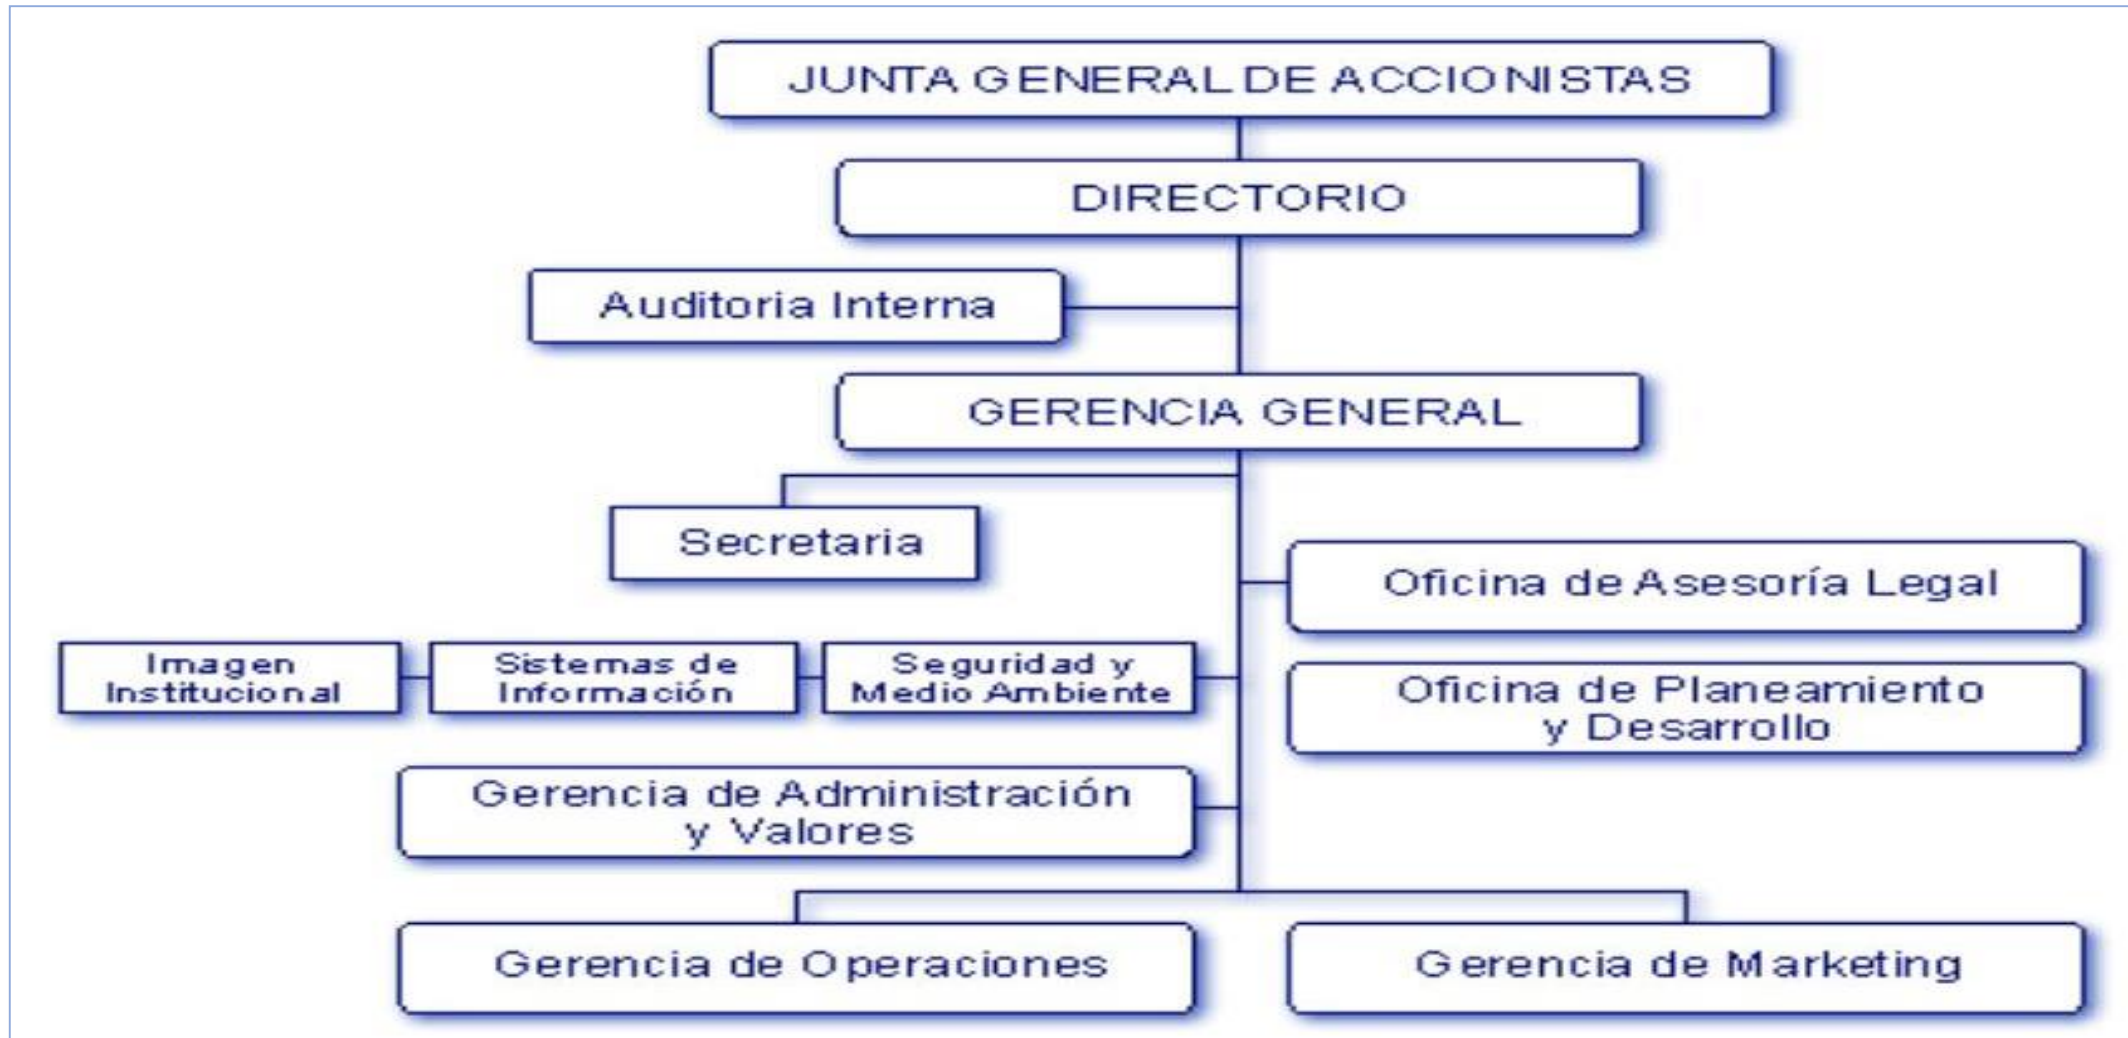 JUNTA GENERAL DE ACCIONISTAS
DIRECTORIO
Auditoria Interna
GERENCIA GENERAL
Secretaria
Oficina de Asesoría Legal
Imagen
Institucional
Sistemas de
Información
Seguridad y
Medio Ambiente
Oficina de Planeamiento
y Desarrollo
Gerencia de Administración
y Valores
Gerencia de Operaciones
Gerencia de Marketing